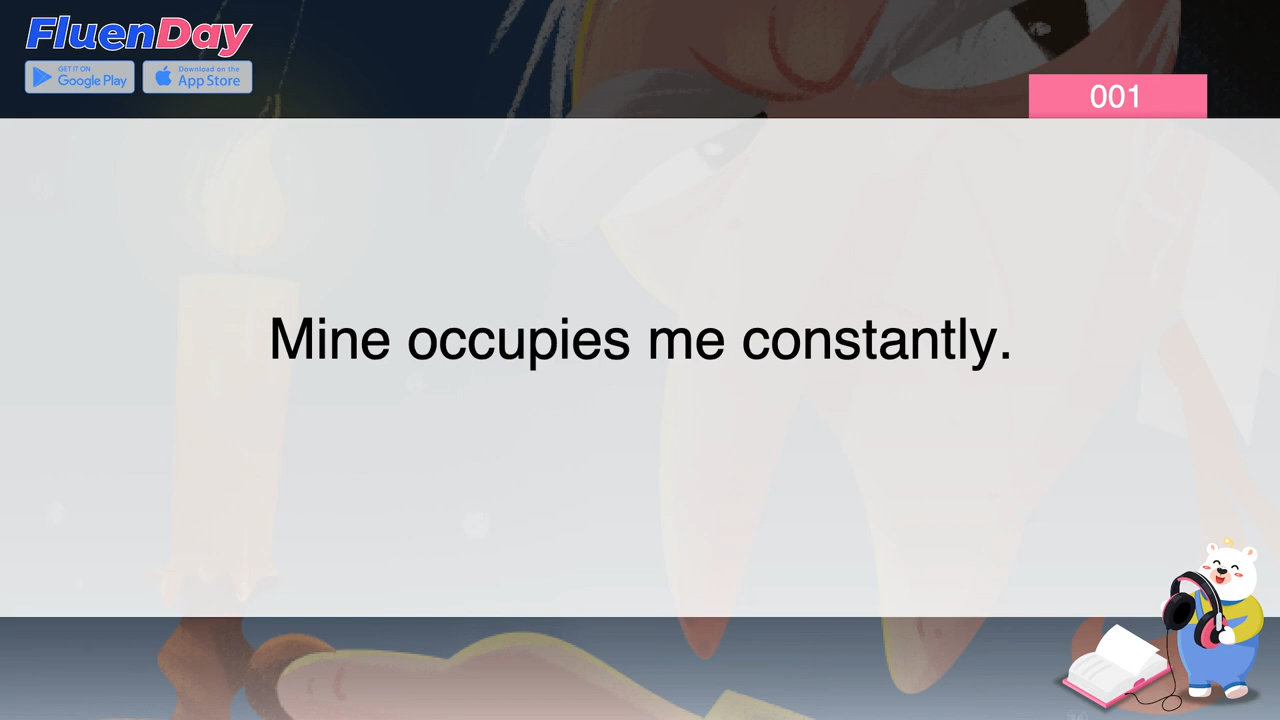 FluenDay
GET IT ON
Google Play
Download on the
App Store
001
Mine occupies me constantly.